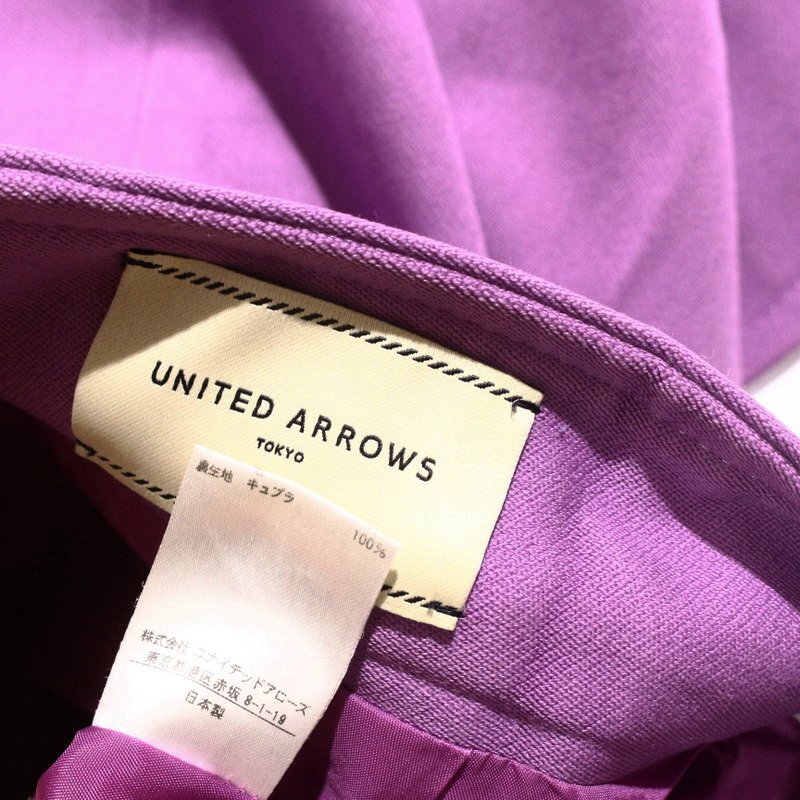 UNITED ARROWS
TOKYO
裏生地 キュプラ
100%
株式会社 ユナイテッドアローズ
東京都港区赤坂 8-1-19
日本製